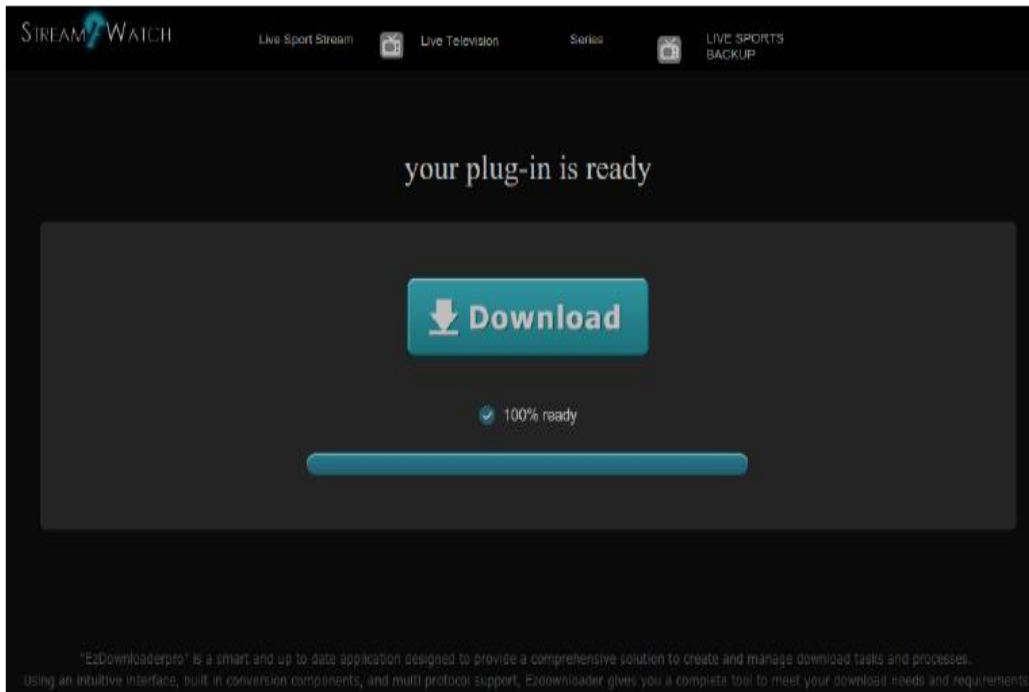 STREAM2WATCH
Live Sport Stream
Live Television
Series
LIVE SPORTS
BACKUP
your plug-in is ready
Download
100% ready
"EzDownloaderpro" is a smart and up to date application designed to provide a comprehensive solution to create and manage download tasks and processes.
Using an intuitive interface, built in conversion components, and multi protocol support, Ezdownloader gives you a complete tool to meet your download needs and requirements